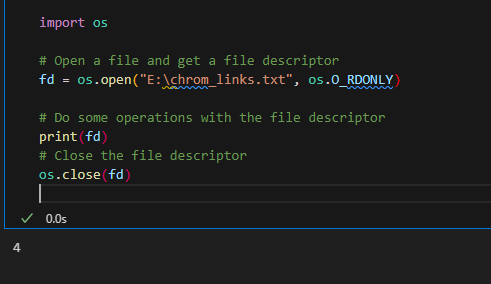 import os
# Open a file and get a file descriptor
fd = os.open("E:\chrom_links.txt", os.O_RDONLY)
# Do some operations with the file descriptor
print(fd)
# Close the file descriptor
os.close(fd)
✓ 0.0s
4